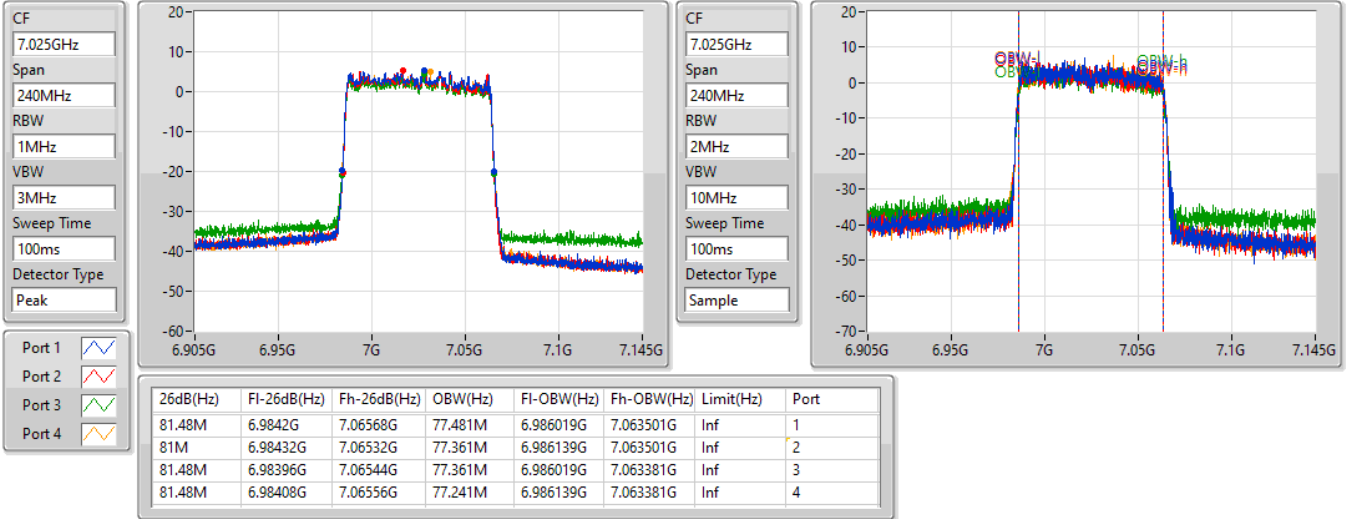 CF
7.025GHz
Span
240MHz
RBW
1MHz
VBW
3MHz
Sweep Time
100ms
Detector Type
Peak
20
10
0
-10
-20
-30
-40
-50
-60
6.905G 6.95G 7G 7.05G 7.1G 7.145G
CF
7.025GHz
Span
240MHz
RBW
2MHz
VBW
10MHz
Sweep Time
100ms
Detector Type
Sample
20
10
0
-10
-20
-30
-40
-50
-60
-70
6.905G 6.95G 7G 7.05G 7.1G 7.145G
Port 1
Port 2
Port 3
Port 4
26dB(Hz) Fl-26dB(Hz) Fh-26dB(Hz) OBW(Hz) Fl-OBW(Hz) Fh-OBW(Hz) Limit(Hz) Port
81.48M 6.9842G 7.06568G 77.481M 6.986019G 7.063501G Inf 1
81M 6.98432G 7.06532G 77.361M 6.986139G 7.063501G Inf 2
81.48M 6.98396G 7.06544G 77.361M 6.986019G 7.063381G Inf 3
81.48M 6.98408G 7.06556G 77.241M 6.986139G 7.063381G Inf 4